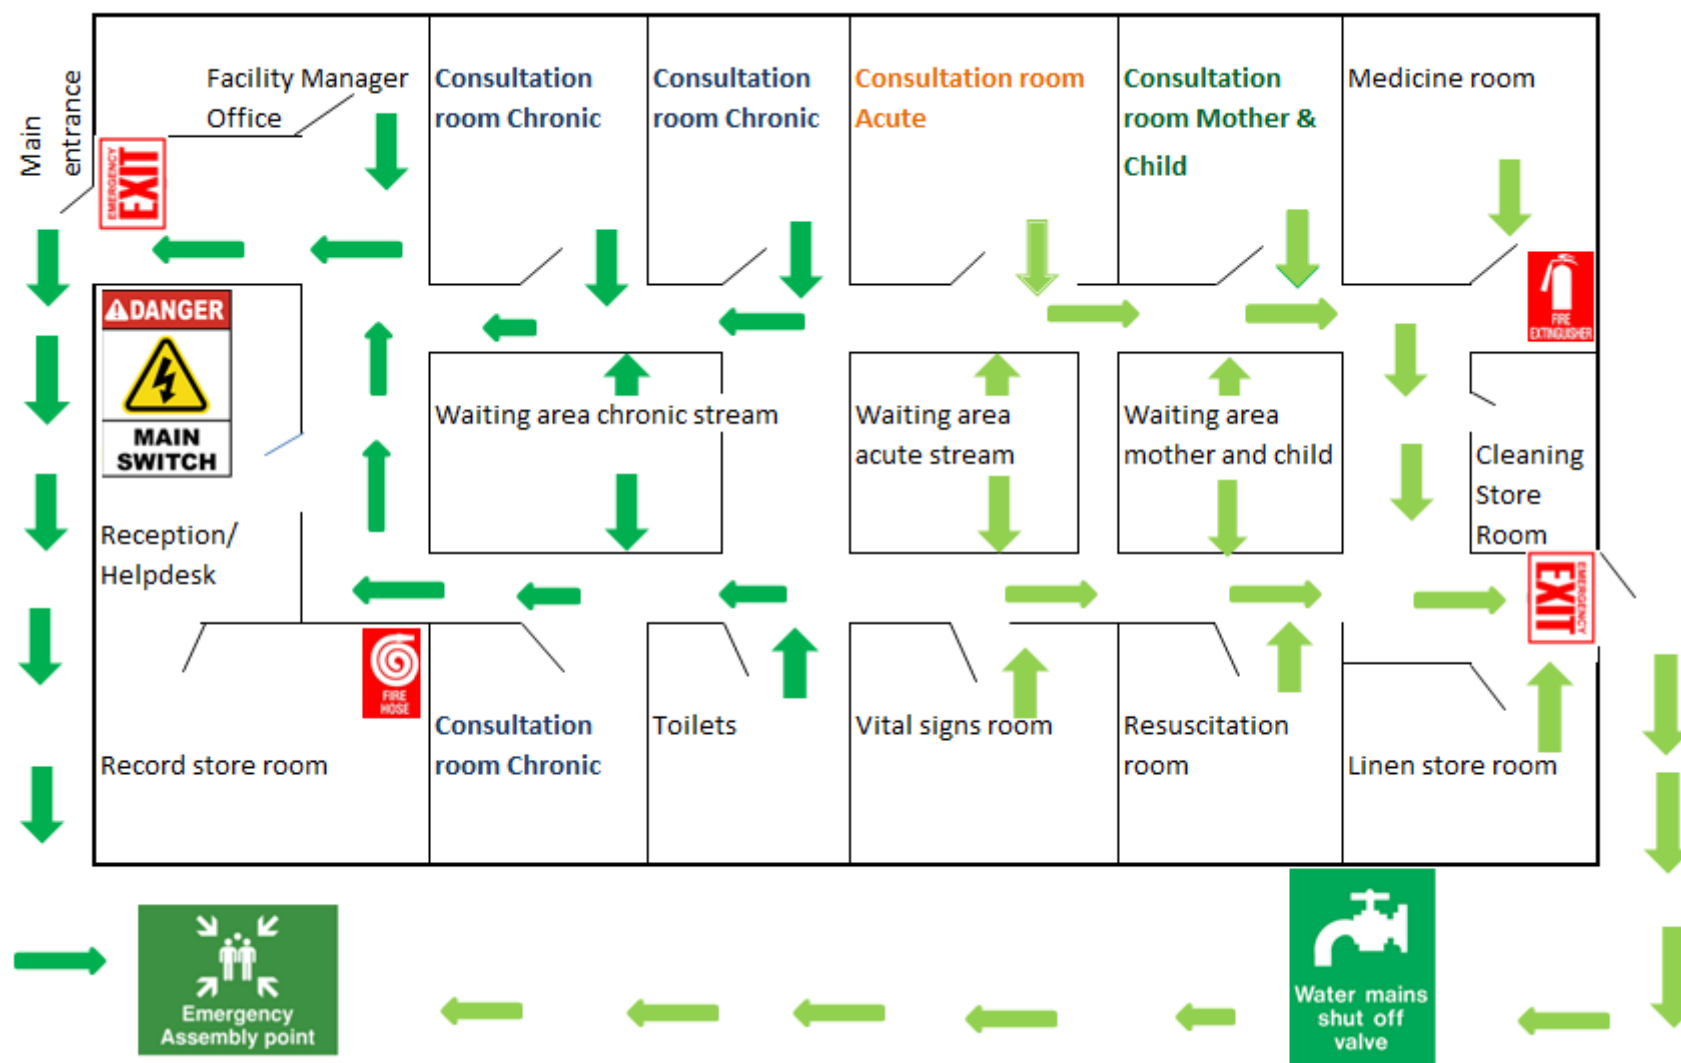 Main
entrance
Facility Manager
Office
Consultation
room Chronic
Consultation
room Chronic
Consultation room
Acute
Consultation
room Mother &
Child
Medicine room
EMERGENCY
EXIT
DANGER
MAIN
SWITCH
FIRE
EXTINGUISHER
Waiting area chronic stream
Waiting area
acute stream
Waiting area
mother and child
Cleaning
Store
Room
Reception/
Helpdesk
EMERGENCY
EXIT
FIRE
HOSE
Record store room
Consultation
room Chronic
Toilets
Vital signs room
Resuscitation
room
Linen store room
Emergency
Assembly point
Water mains
shut off
valve